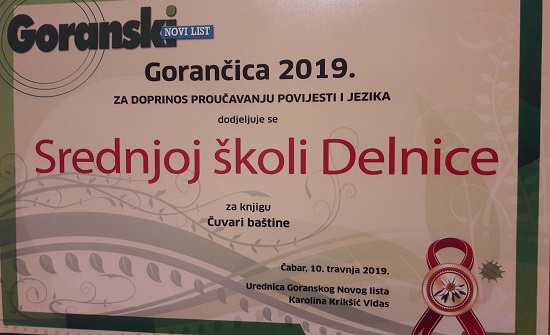 Goranski
NOVI LIST
Gorančica 2019.
ZA DOPRINOS PROUČAVANJU POVIJESTI I JEZIKA
dodjeljuje se
Srednjoj školi Delnice
za knjigu
Čuvari baštine
Čabar, 10. travnja 2019.
Urednica Goranskog Novog lista
Karolina Krikšić Vidas